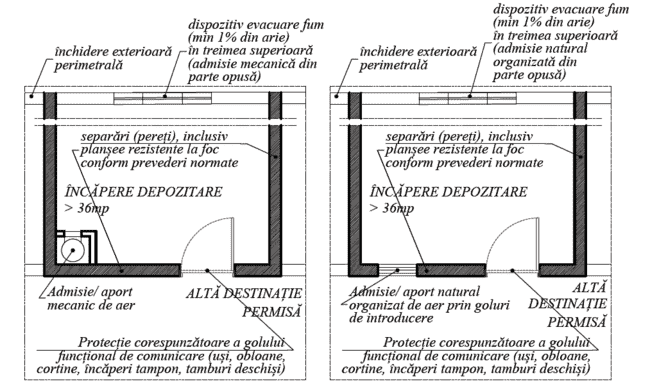 dispozitiv evacuare fum
(min 1% din arie)
în treimea superioară
(admisie mecanică din
parte opusă)
închidere exterioară
perimetrală
separări (pereți), inclusiv
planșee rezistente la foc
conform prevederi normate
ÎNCĂPERE DEPOZITARE
> 36mp
Admisie/ aport
mecanic de aer
ALTĂ DESTINAȚIE
PERMISĂ
Protecție corespunzătoare a golului
funcțional de comunicare (uși, obloane,
cortine, încăperi tampon, tamburi deschiși)
dispozitiv evacuare fum
(min 1% din arie)
în treimea superioară
(admisie natural
organizată din
parte opusă)
închidere exterioară
perimetrală
separări (pereți), inclusiv
planșee rezistente la foc
conform prevederi normate
ÎNCĂPERE DEPOZITARE
> 36mp
Admisie/ aport natural
organizat de aer prin goluri
de introducere
ALTĂ
DESTINAȚIE
PERMISĂ
Protecție corespunzătoare a golului
funcțional de comunicare (uși, obloane,
cortine, încăperi tampon, tamburi deschiși)